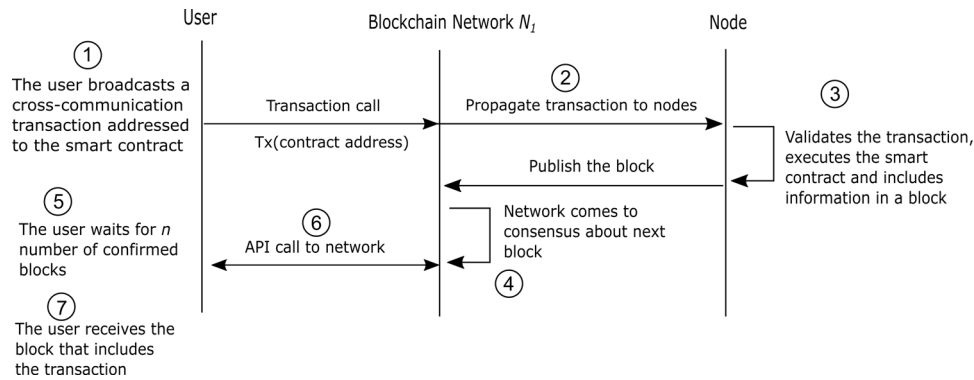 User
Blockchain Network N1
Node
1
The user broadcasts a
cross-communication
transaction addressed
to the smart contract
Transaction call
Tx(contract address)
2
Propagate transaction to nodes
3
Validates the transaction,
executes the smart
contract and includes
information in a block
Publish the block
Network comes to
consensus about next
block
4
5
The user waits for n
number of confirmed
blocks
6
API call to network
7
The user receives the
block that includes
the transaction